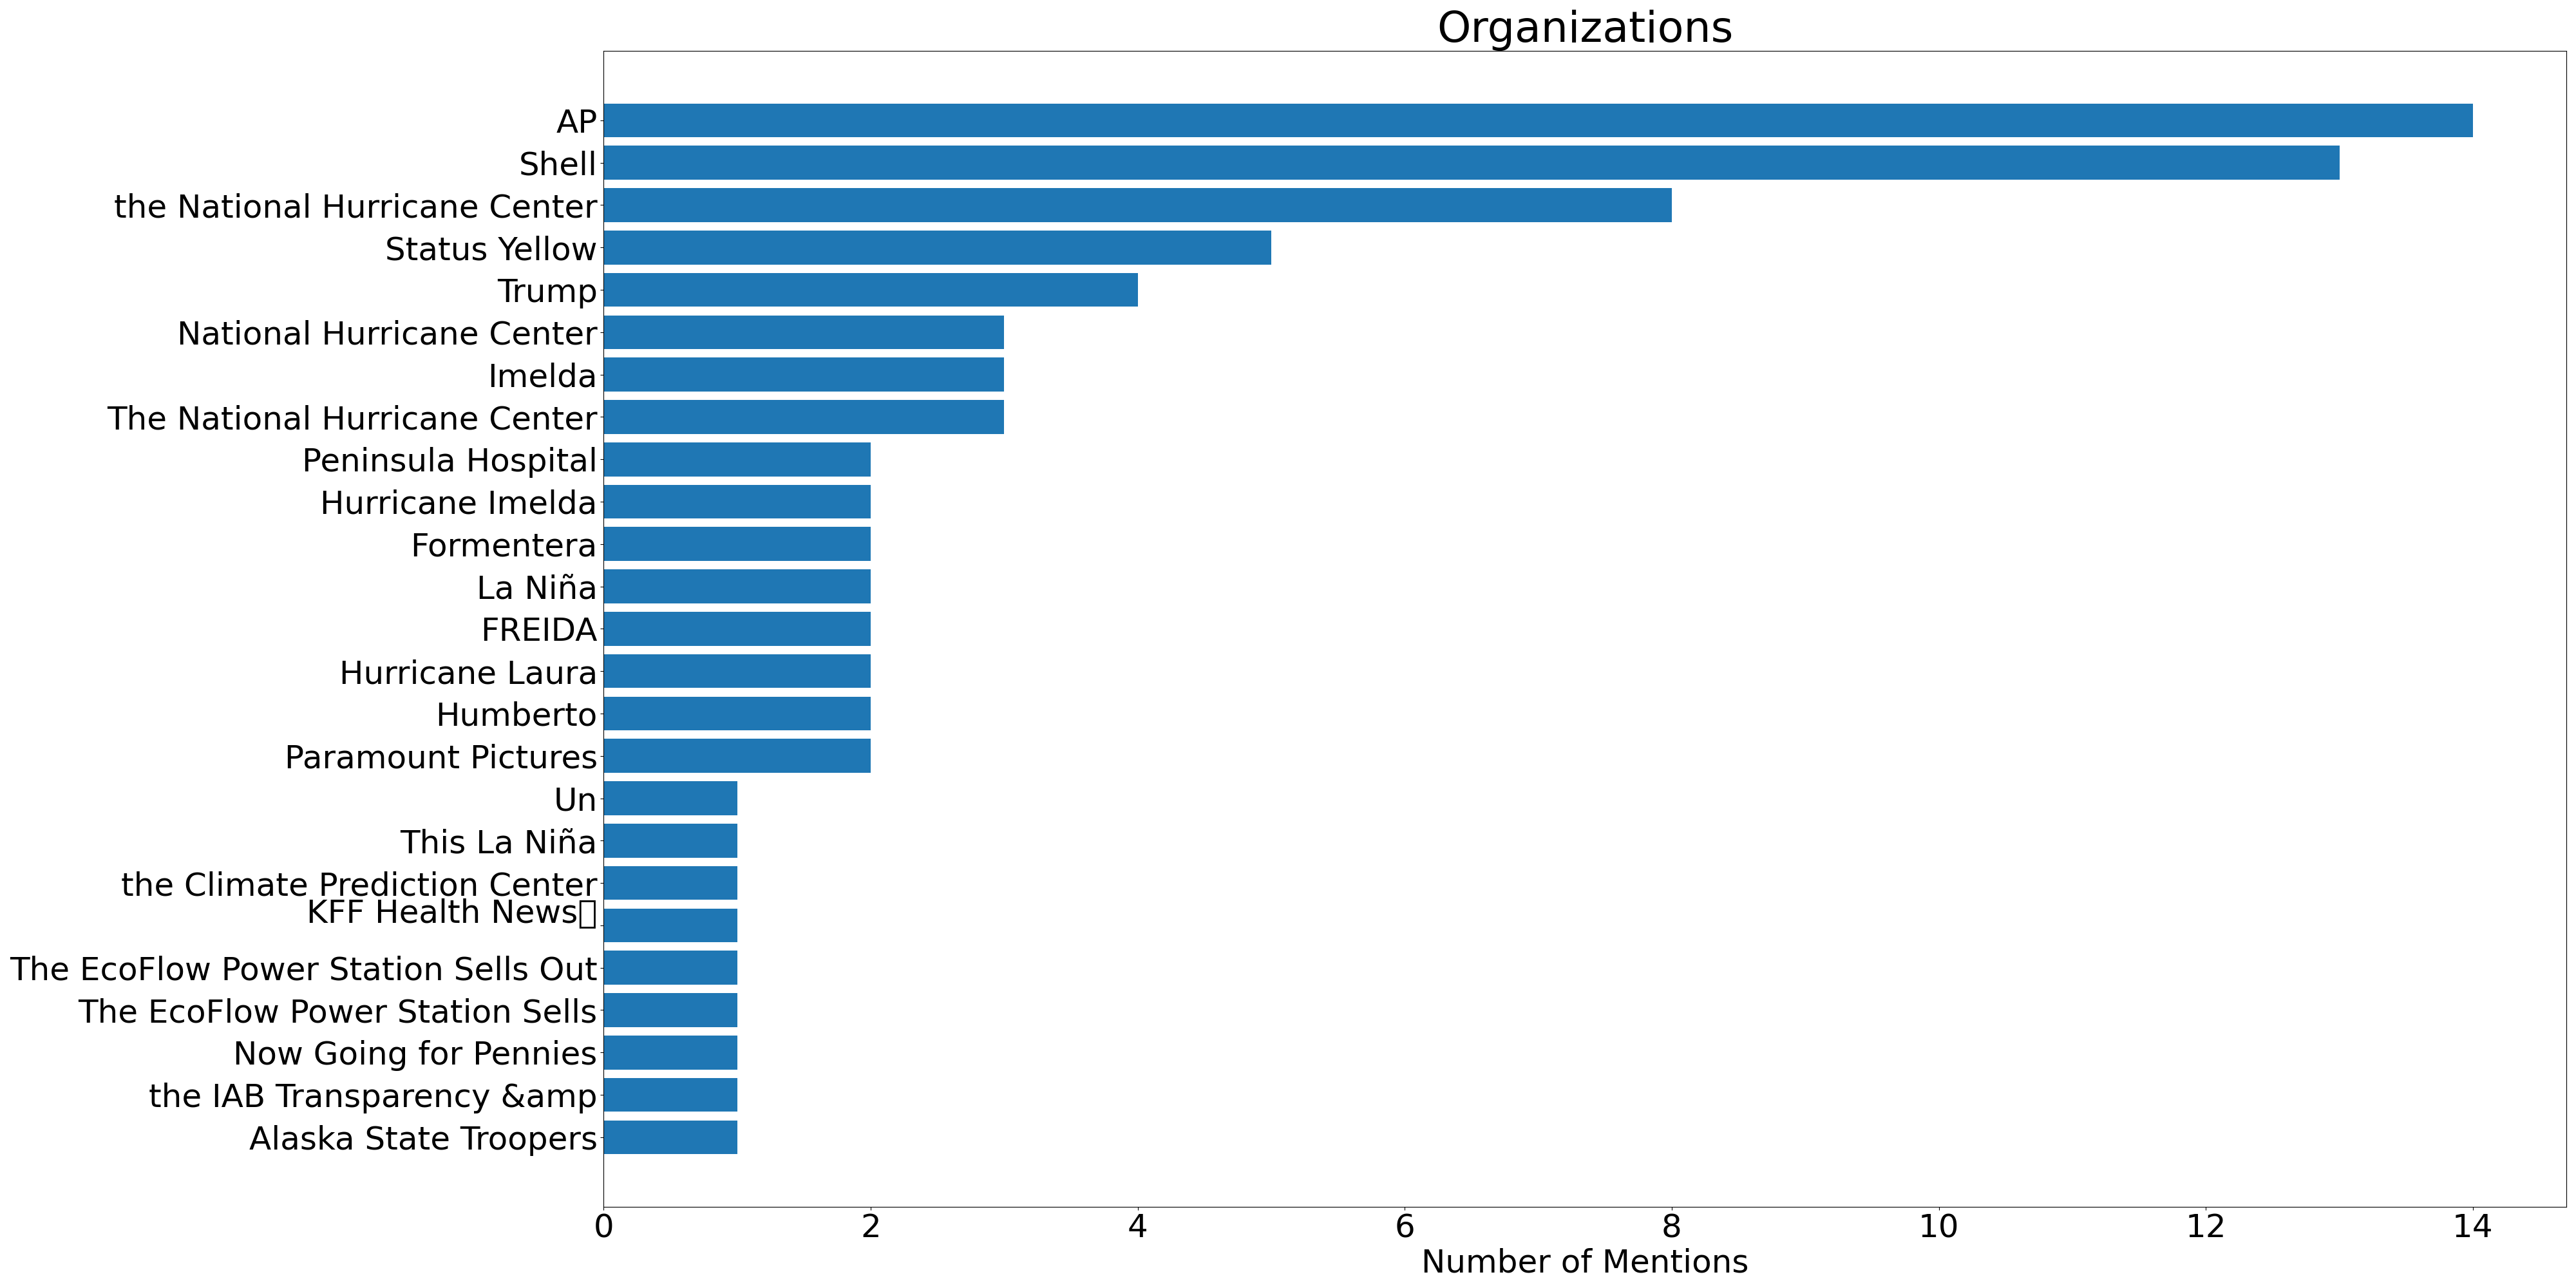 Organizations
AP
Shell
the National Hurricane Center
Status Yellow
Trump
National Hurricane Center
Imelda
The National Hurricane Center
Peninsula Hospital
Hurricane Imelda
Formentera
La Niña
FREIDA
Hurricane Laura
Humberto
Paramount Pictures
Un
This La Niña
the Climate Prediction Center
KFF Health News
The EcoFlow Power Station Sells Out
The EcoFlow Power Station Sells
Now Going for Pennies
the IAB Transparency &amp
Alaska State Troopers
0 2 4 6 8 10 12 14
Number of Mentions